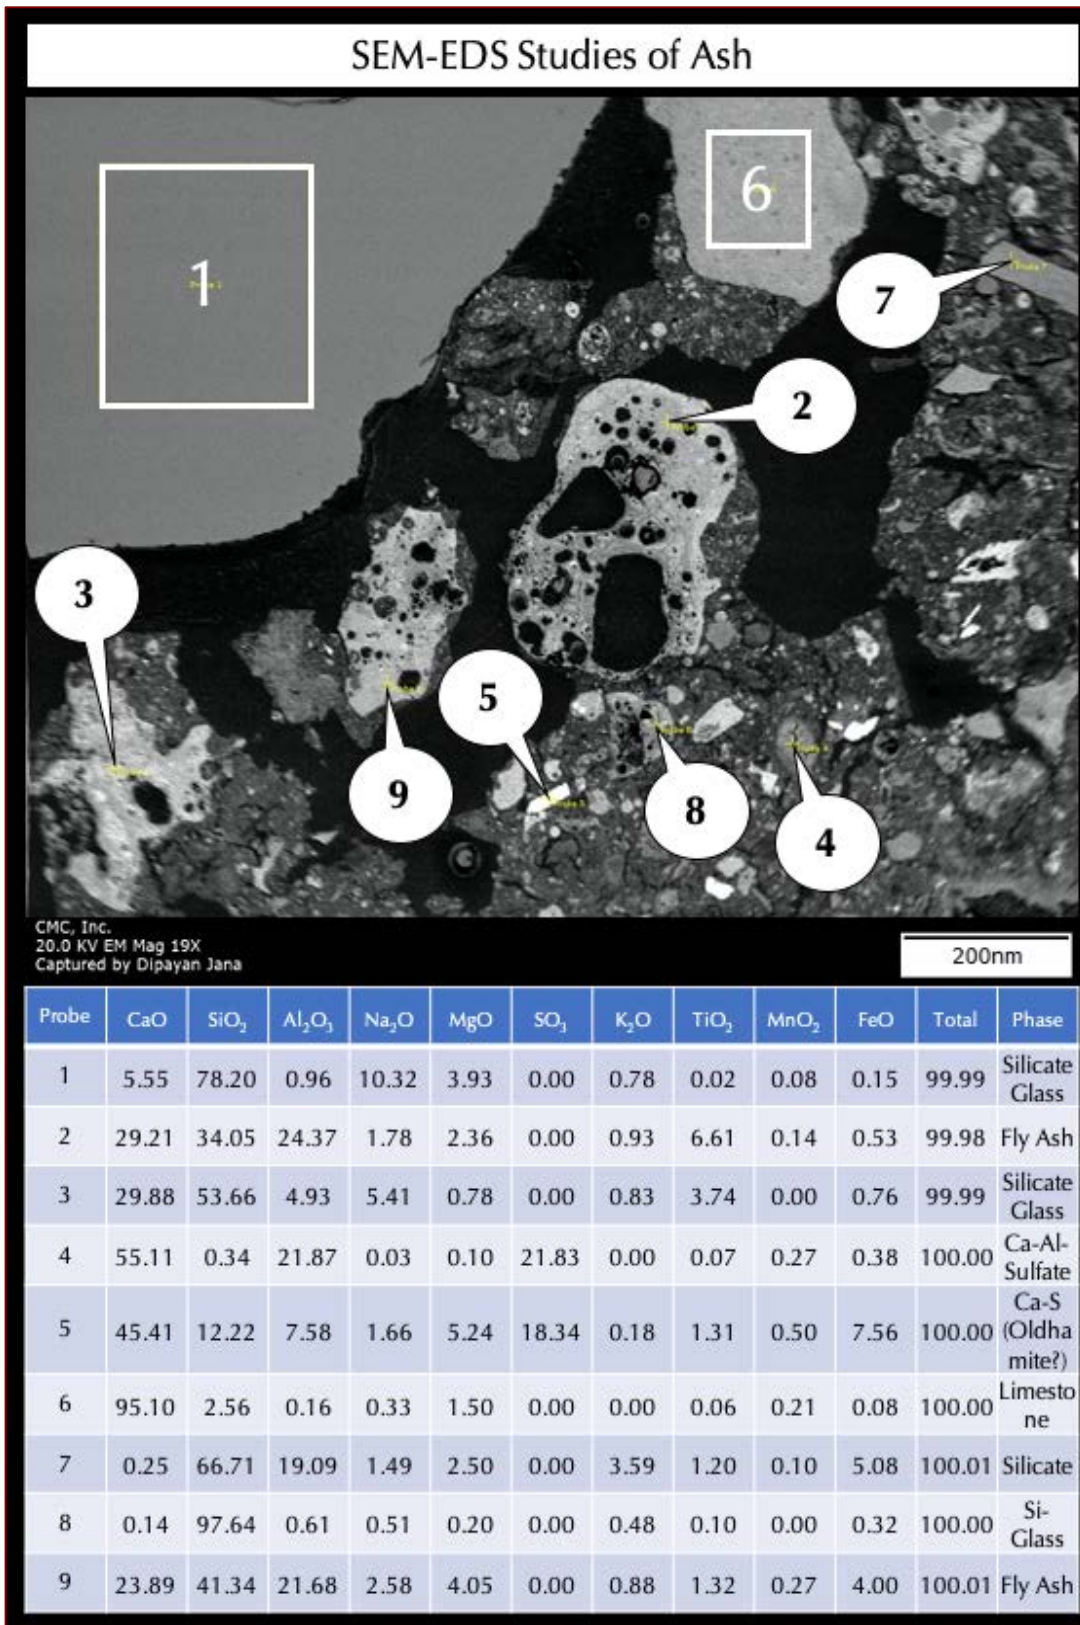 SEM-EDS Studies of Ash
1
6
7
2
3
5
9
8
4
CMC, Inc.
20.0 KV EM Mag 19X
Captured by Dipayan Jana
200nm
Probe CaO SiO₂ Al₂O₃ Na₂O MgO SO₃ K₂O TiO₂ MnO₂ FeO Total Phase
1 5.55 78.20 0.96 10.32 3.93 0.00 0.78 0.02 0.08 0.15 99.99 Silicate
Glass
2 29.21 34.05 24.37 1.78 2.36 0.00 0.93 6.61 0.14 0.53 99.98 Fly Ash
3 29.88 53.66 4.93 5.41 0.78 0.00 0.83 3.74 0.00 0.76 99.99 Silicate
Glass
4 55.11 0.34 21.87 0.03 0.10 21.83 0.00 0.07 0.27 0.38 100.00 Ca-Al-
Sulfate
5 45.41 12.22 7.58 1.66 5.24 18.34 0.18 1.31 0.50 7.56 100.00 Ca-S
(Oldha
mite?)
6 95.10 2.56 0.16 0.33 1.50 0.00 0.00 0.06 0.21 0.08 100.00 Limesto
ne
7 0.25 66.71 19.09 1.49 2.50 0.00 3.59 1.20 0.10 5.08 100.01 Silicate
8 0.14 97.64 0.61 0.51 0.20 0.00 0.48 0.10 0.00 0.32 100.00 Si-
Glass
9 23.89 41.34 21.68 2.58 4.05 0.00 0.88 1.32 0.27 4.00 100.01 Fly Ash